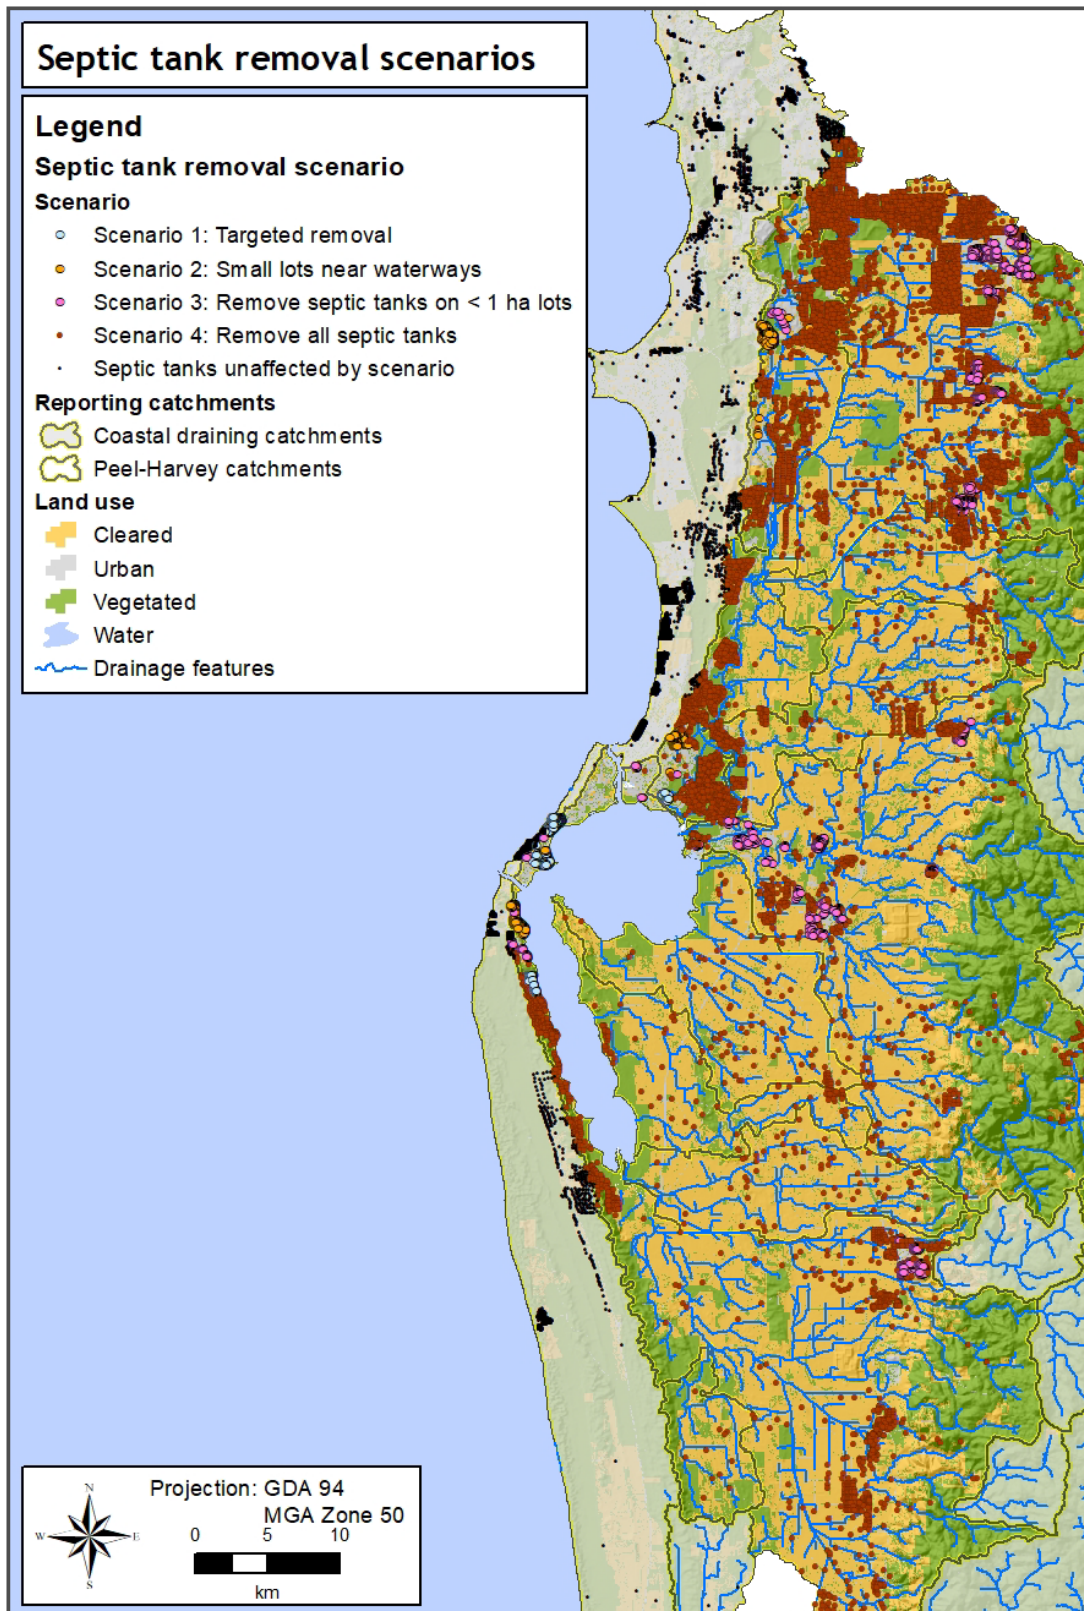 Septic tank removal scenarios
Legend
Septic tank removal scenario
Scenario
Scenario 1: Targeted removal
Scenario 2: Small lots near waterways
Scenario 3: Remove septic tanks on < 1 ha lots
Scenario 4: Remove all septic tanks
Septic tanks unaffected by scenario
Reporting catchments
Coastal draining catchments
Peel-Harvey catchments
Land use
Cleared
Urban
Vegetated
Water
Drainage features
N
W E
S
Projection: GDA 94
MGA Zone 50
0 5 10
km